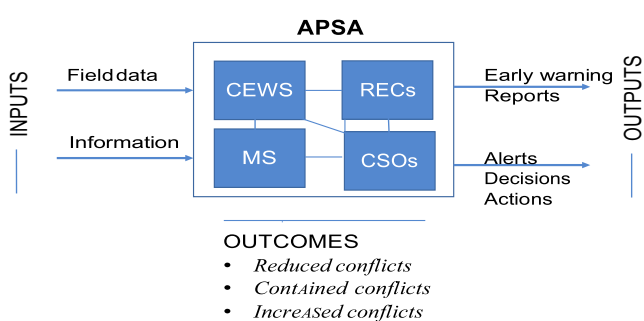 APSA
INPUTS
Field data
Information
CEWS
RECs
MS
CSOs
Early warning
Reports
Alerts
Decisions
Actions
OUTPUTS
OUTCOMES
• Reduced conflicts
• ContAined conflicts
• IncreASed conflicts